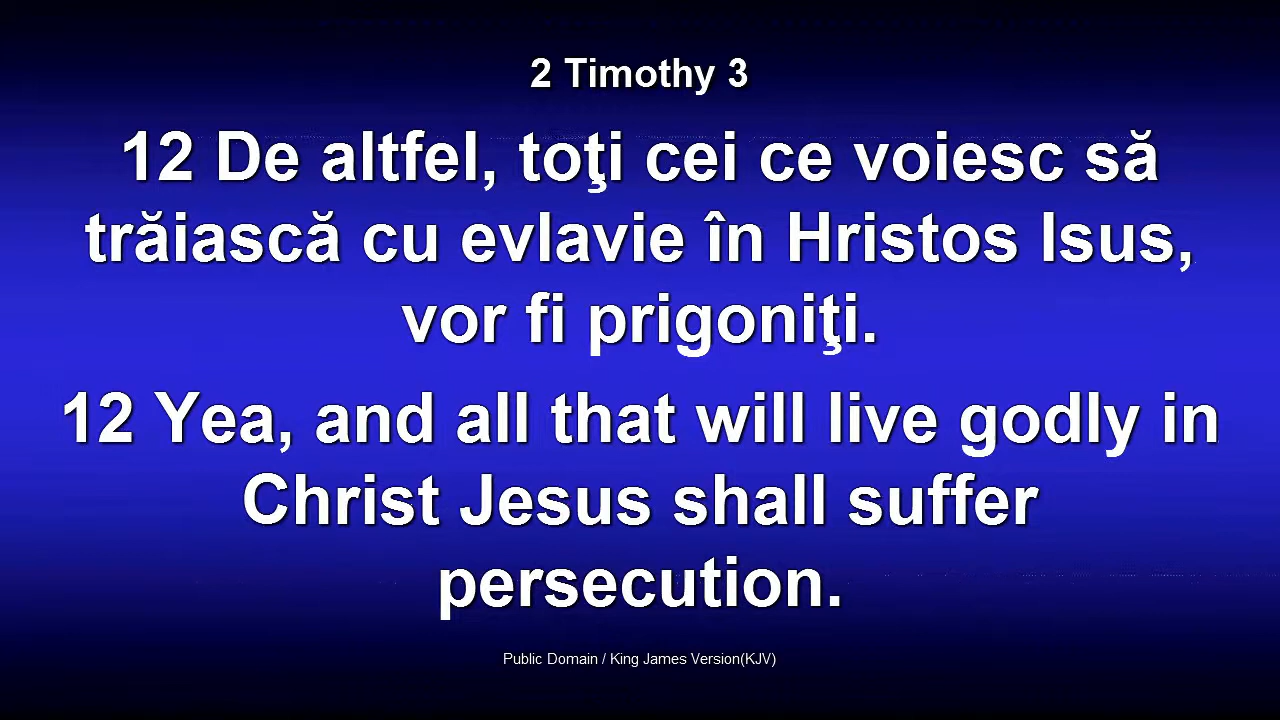 2 Timothy 3
12 De altfel, toţi cei ce voiesc să
trăiască cu evlavie în Hristos Isus,
vor fi prigoniţi.
12 Yea, and all that will live godly in
Christ Jesus shall suffer
persecution.
Public Domain / King James Version(KJV)